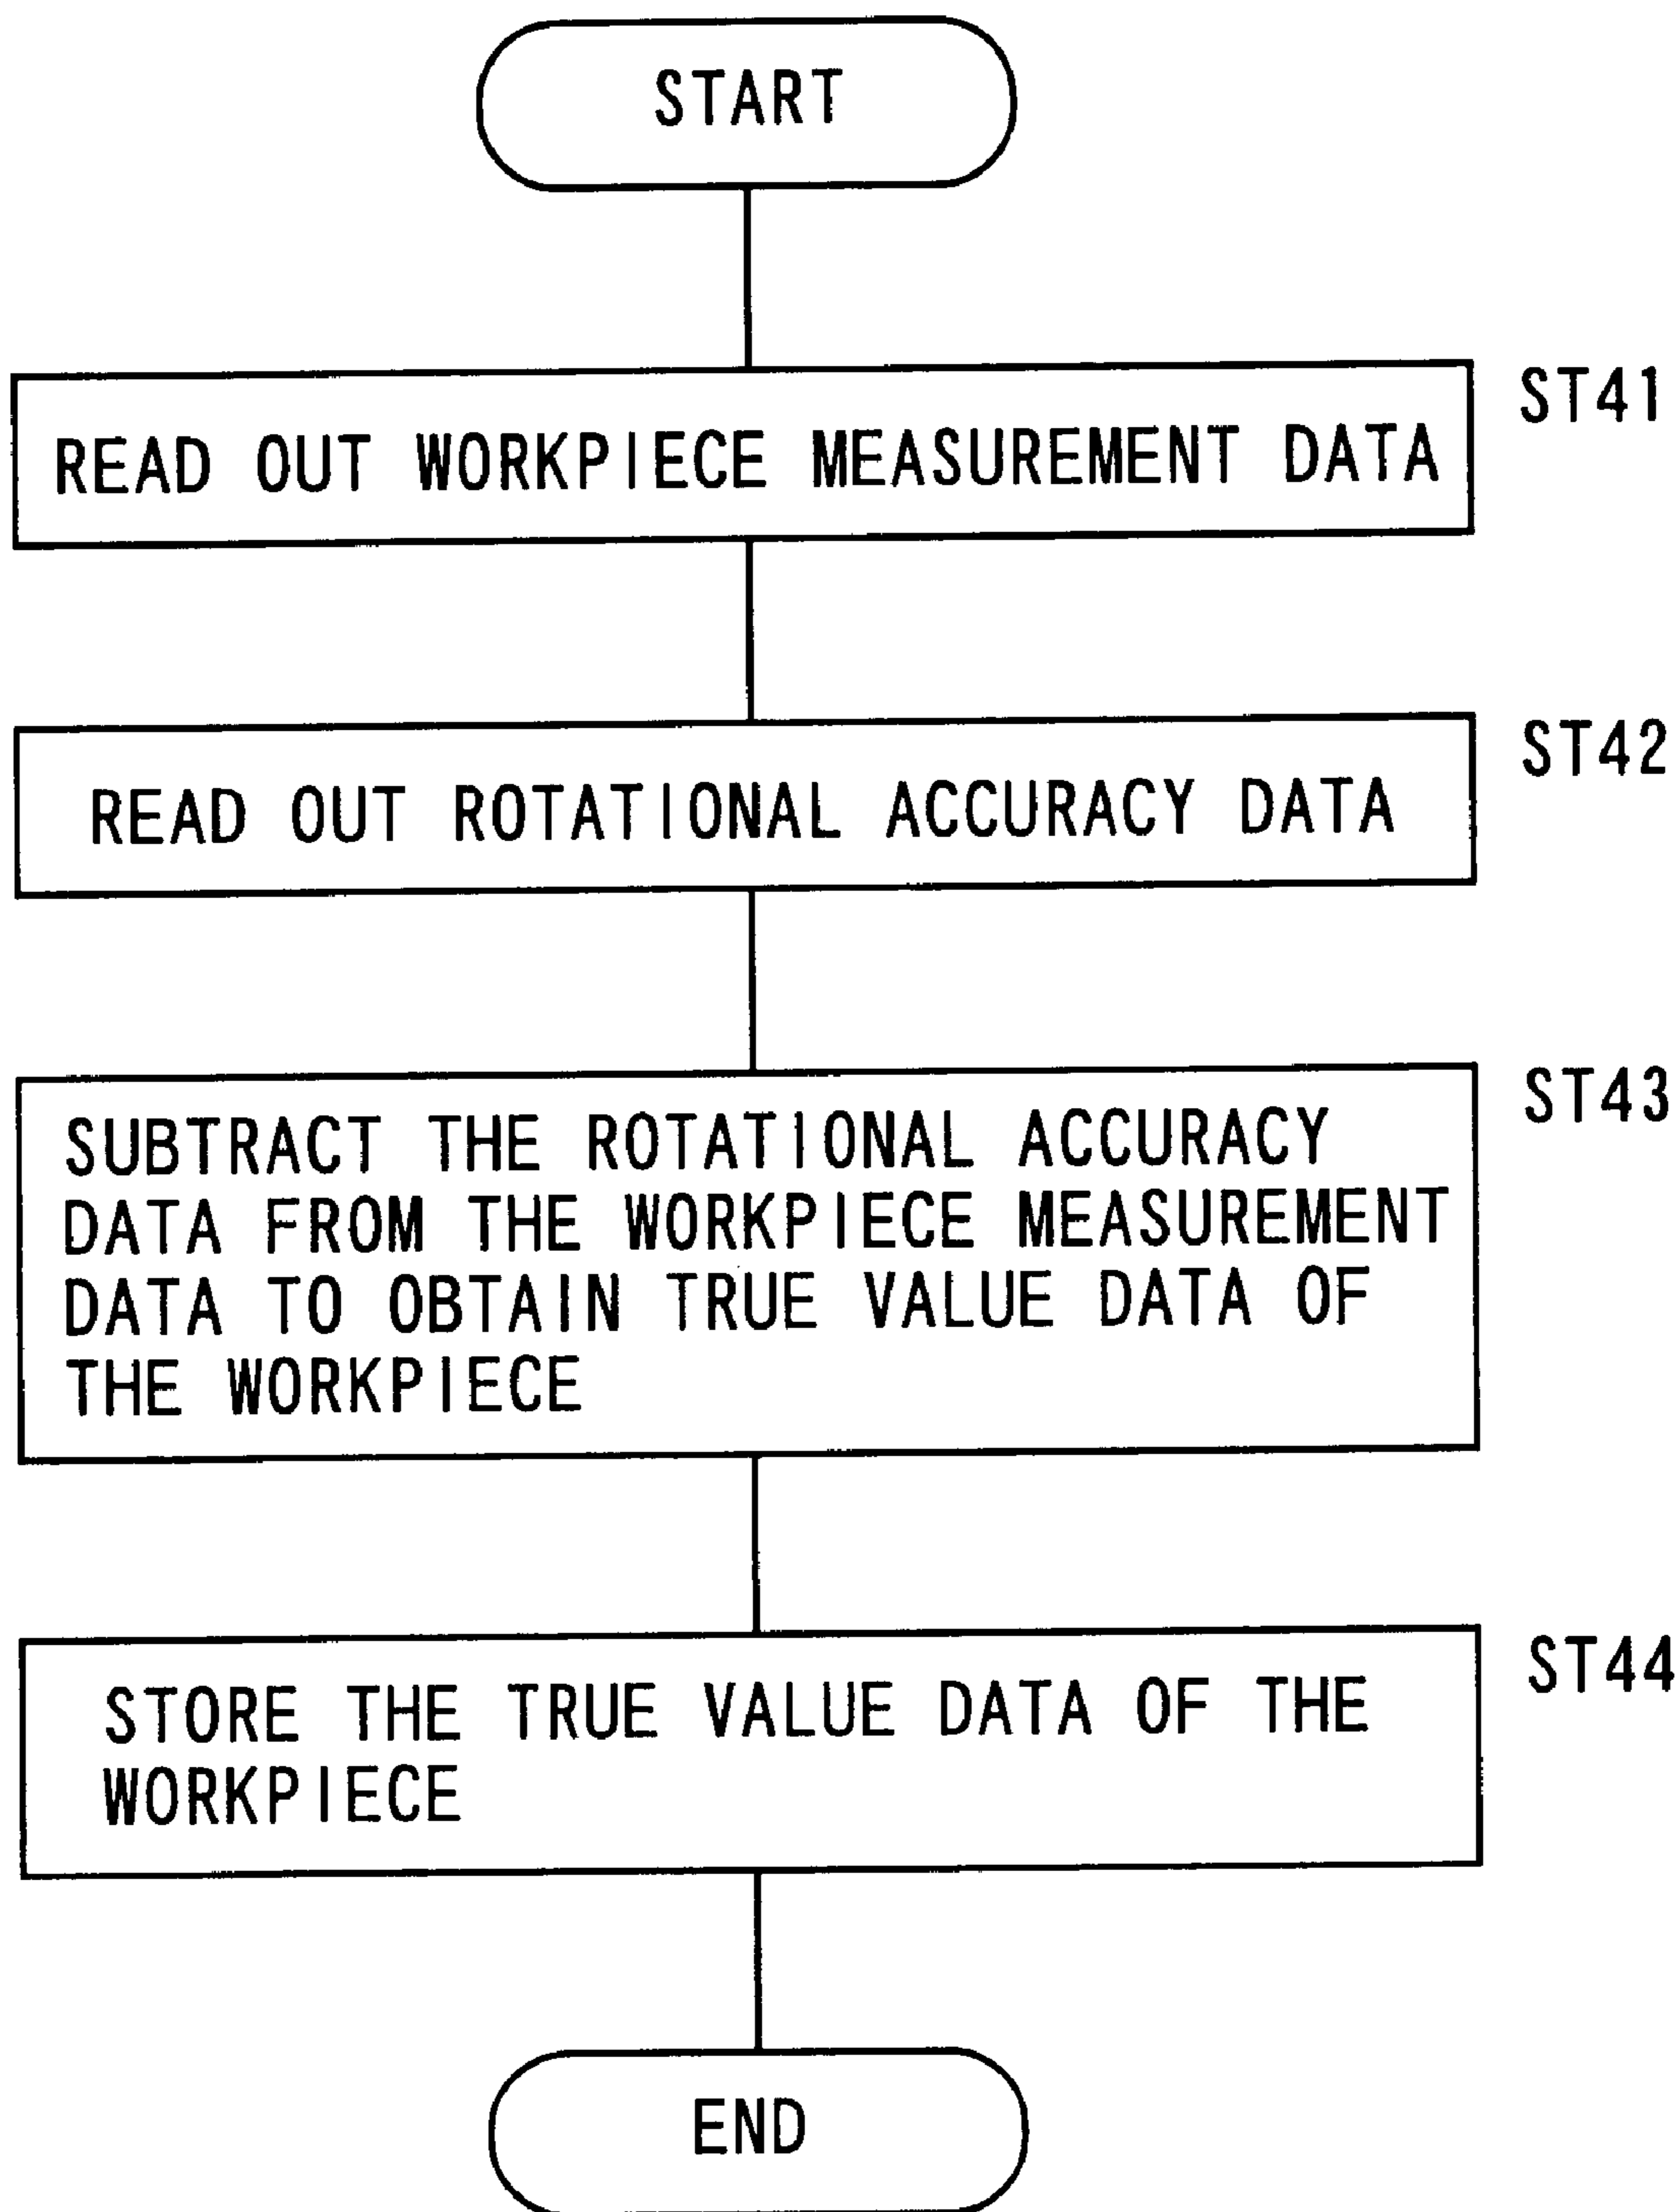 START
READ OUT WORKPIECE MEASUREMENT DATA
ST41
READ OUT ROTATIONAL ACCURACY DATA
ST42
SUBTRACT THE ROTATIONAL ACCURACY
DATA FROM THE WORKPIECE MEASUREMENT
DATA TO OBTAIN TRUE VALUE DATA OF
THE WORKPIECE
ST43
STORE THE TRUE VALUE DATA OF THE
WORKPIECE
ST44
END